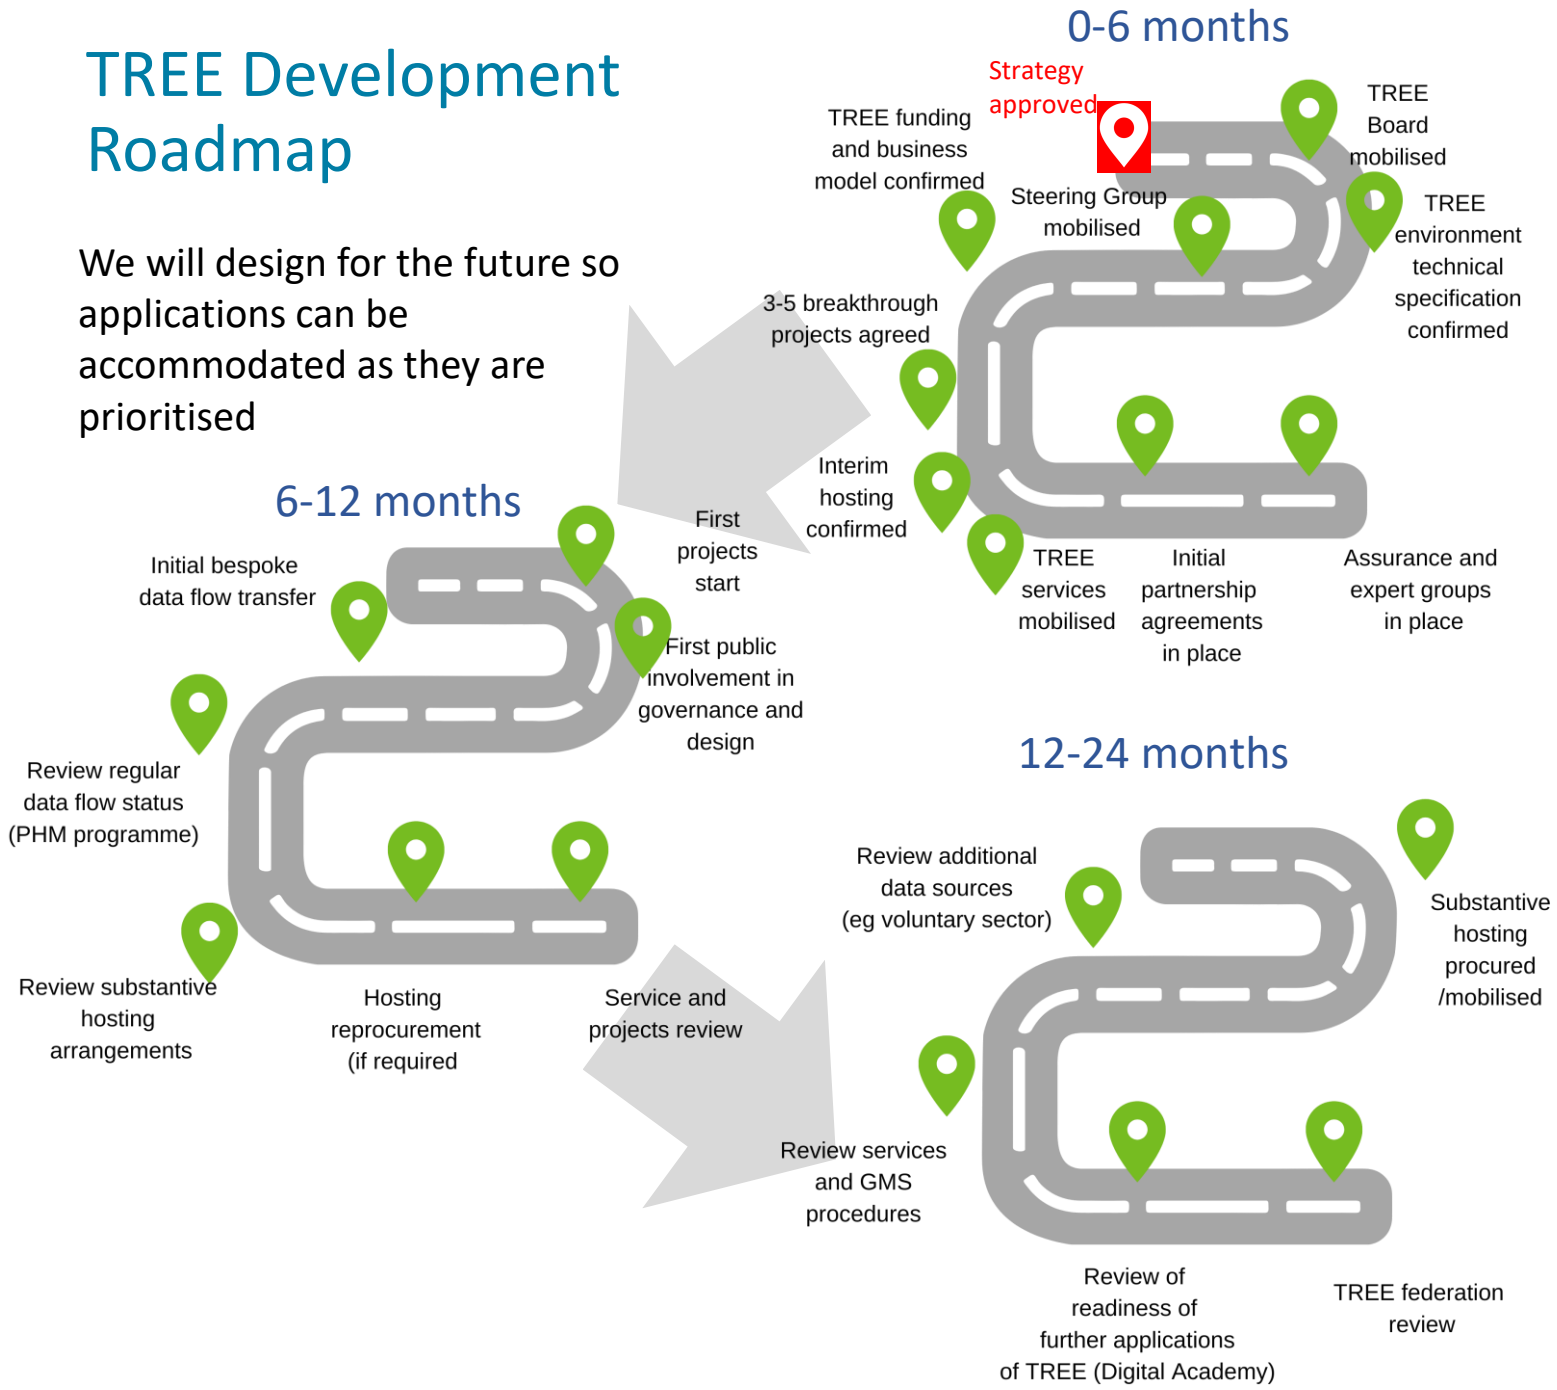 TREE Development
Roadmap
We will design for the future so
applications can be
accommodated as they are
prioritised
0-6 months
Strategy
approved
TREE
Board
mobilised
TREE
environment
technical
specification
confirmed
Steering Group
mobilised
TREE funding
and business
model confirmed
3-5 breakthrough
projects agreed
Interim
hosting
confirmed
TREE
services
mobilised
Initial
partnership
agreements
in place
Assurance and
expert groups
in place
6-12 months
First
projects
start
First public
involvement in
governance and
design
Initial bespoke
data flow transfer
Review regular
data flow status
(PHM programme)
Review substantive
hosting
arrangements
Hosting
reprocurement
(if required
Service and
projects review
12-24 months
Substantive
hosting
procured
/mobilised
Review additional
data sources
(eg voluntary sector)
Review services
and GMS
procedures
Review of
readiness of
further applications
of TREE (Digital Academy)
TREE federation
review